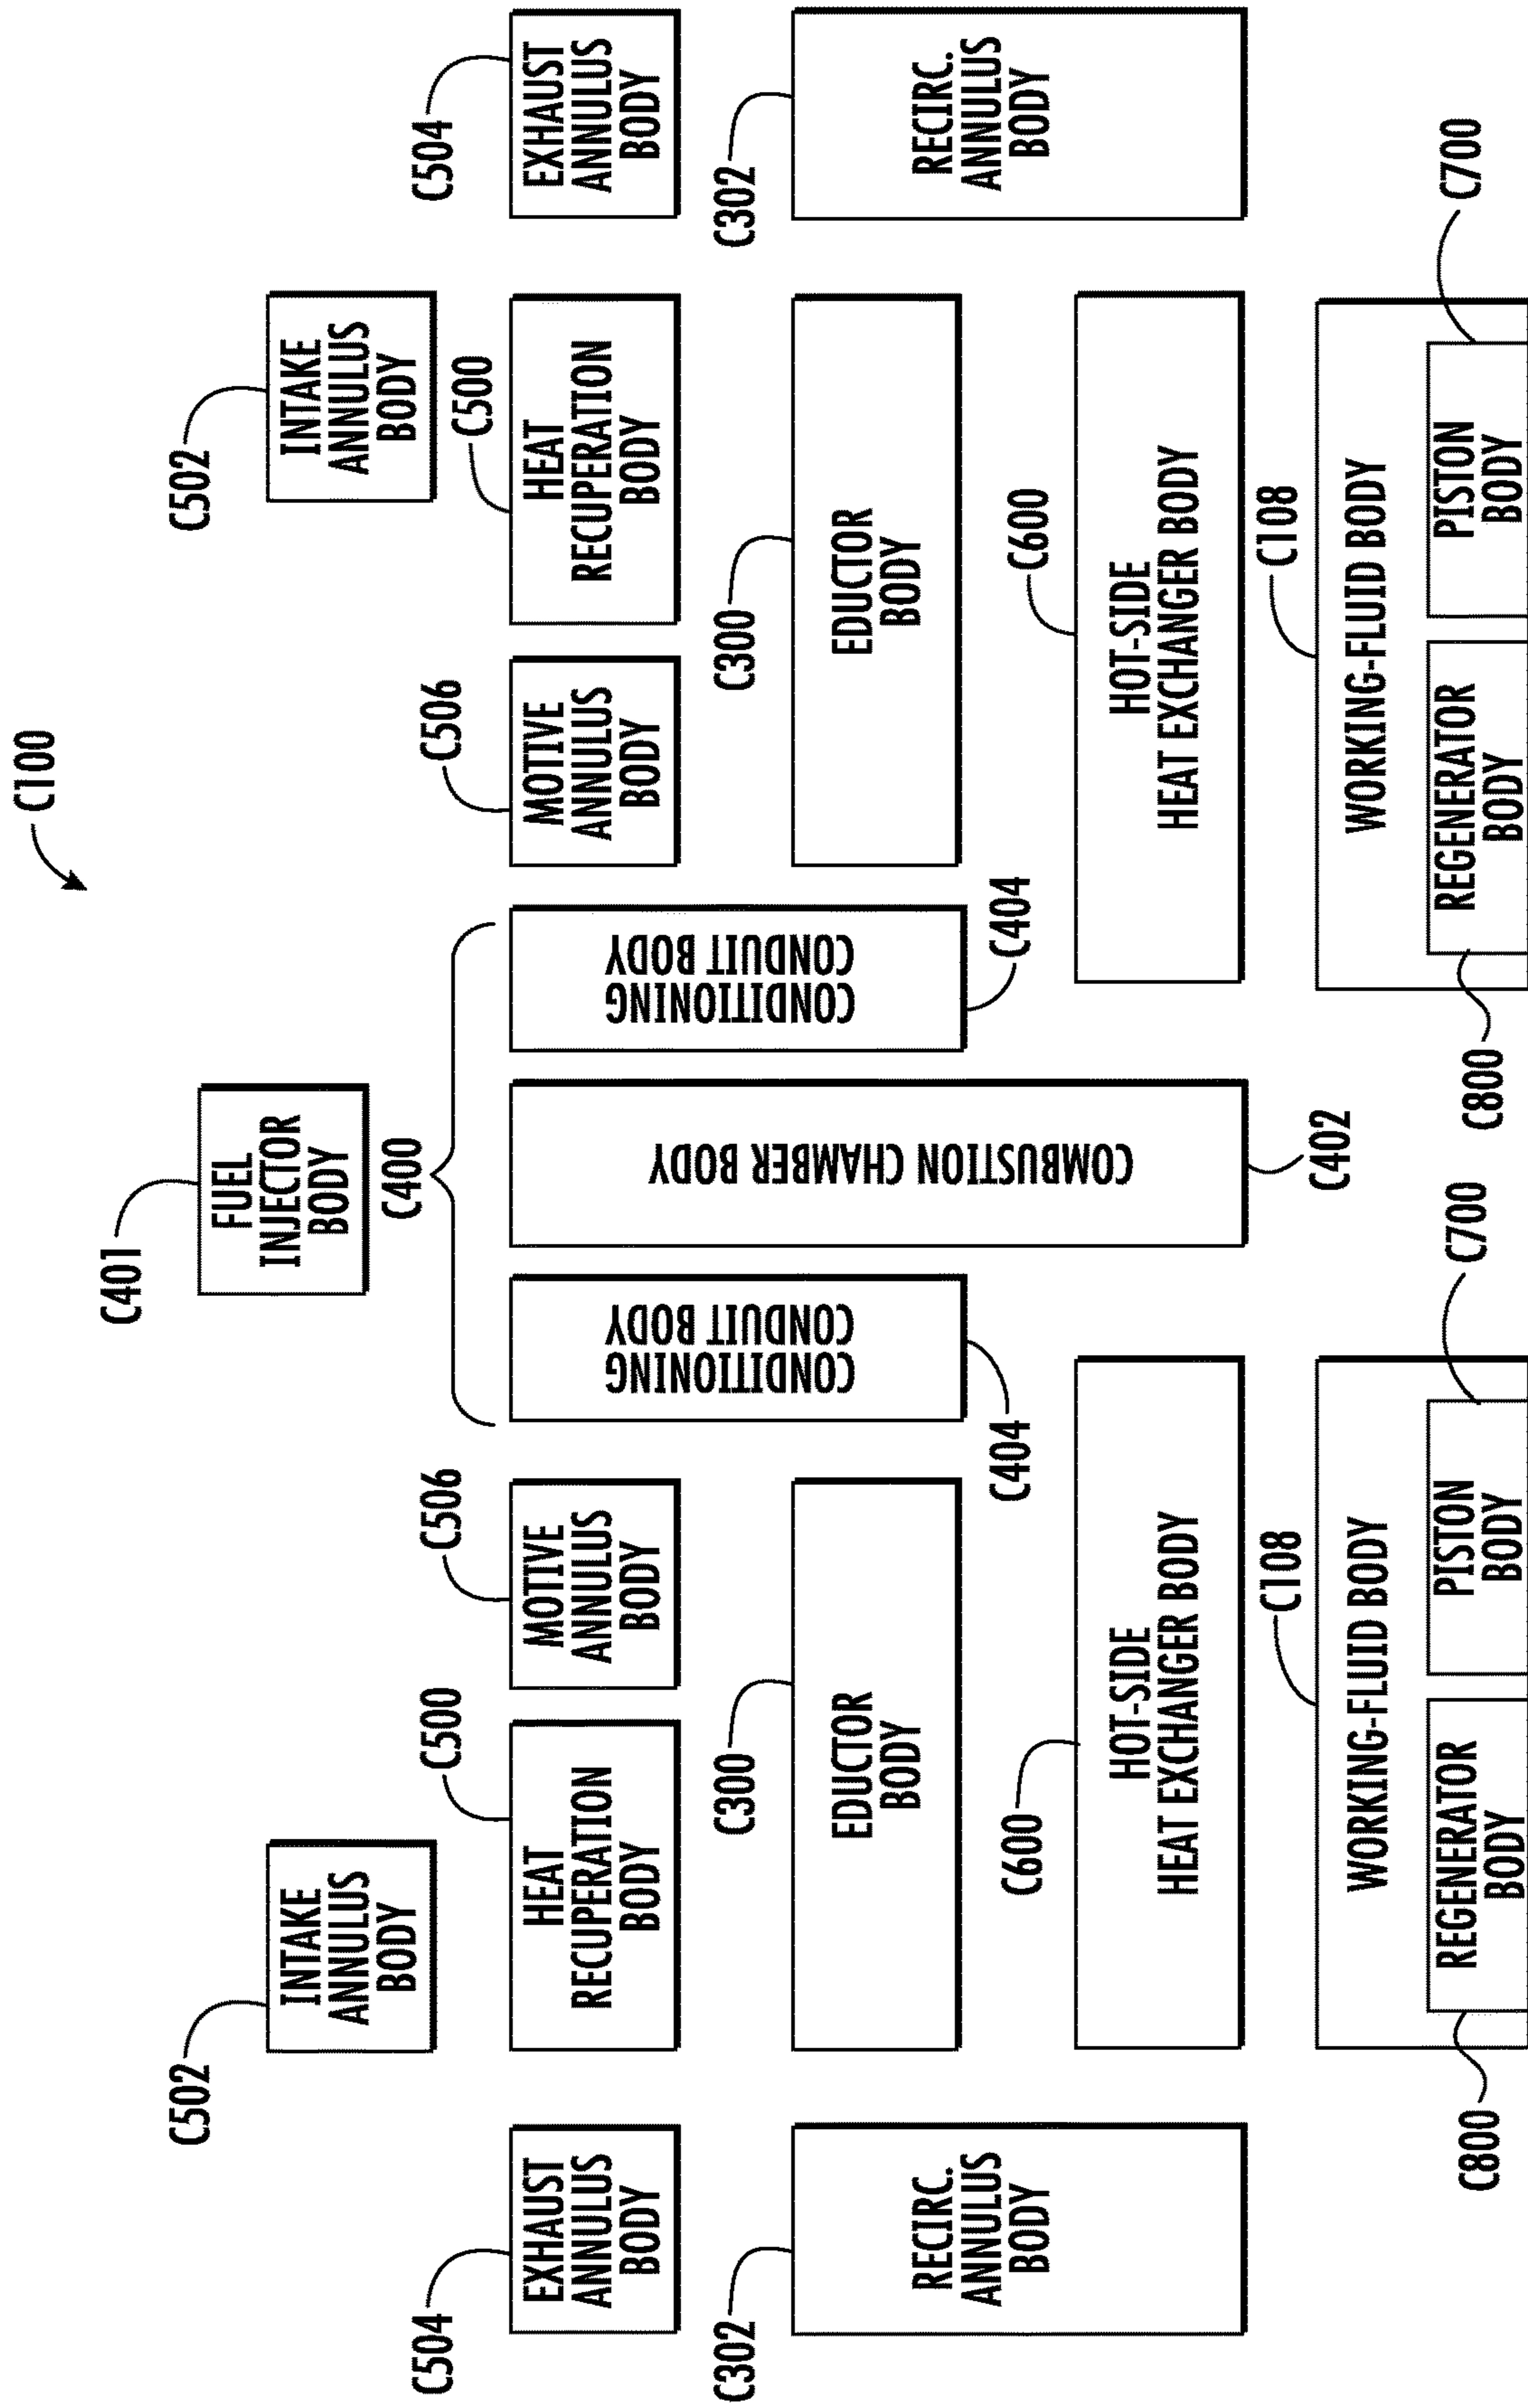 C100
C401
FUEL
INJECTOR
BODY
C502
INTAKE
ANNULUS
BODY
C502
INTAKE
ANNULUS
BODY
C400
C504
EXHAUST
ANNULUS
BODY
C500
HEAT
RECUPERATION
BODY
C506
MOTIVE
ANNULUS
BODY
CONDITIONING
CONDUIT BODY
C404
COMBUSTION CHAMBER BODY
C402
CONDITIONING
CONDUIT BODY
C404
C506
MOTIVE
ANNULUS
BODY
C500
HEAT
RECUPERATION
BODY
C504
EXHAUST
ANNULUS
BODY
C302
RECIRC.
ANNULUS
BODY
C300
EDUCTOR
BODY
C300
EDUCTOR
BODY
C302
RECIRC.
ANNULUS
BODY
C600
HOT-SIDE
HEAT EXCHANGER BODY
C600
HOT-SIDE
HEAT EXCHANGER BODY
C108
WORKING-FLUID BODY
C800
REGENERATOR
BODY
C700
PISTON
BODY
C108
WORKING-FLUID BODY
C800
REGENERATOR
BODY
C700
PISTON
BODY